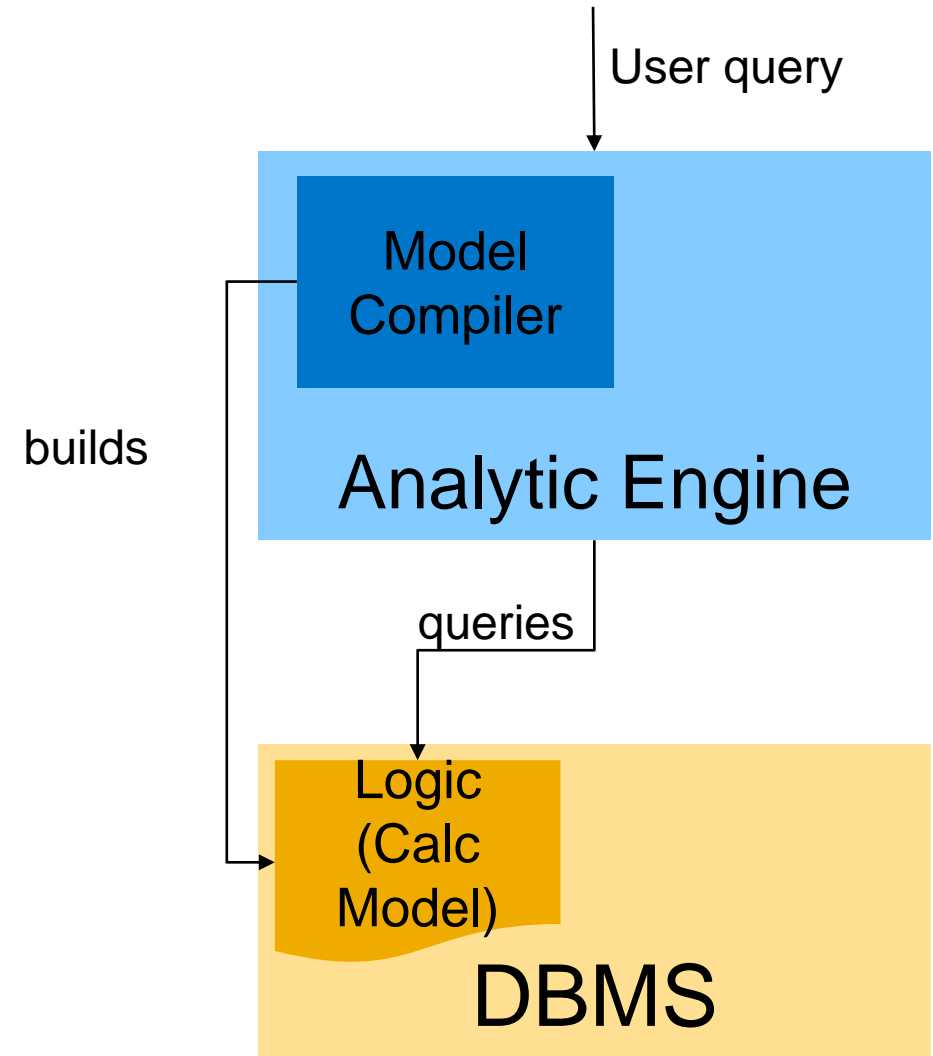 User query
Model
Compiler
builds
Analytic Engine
queries
Logic
(Calc
Model)
DBMS